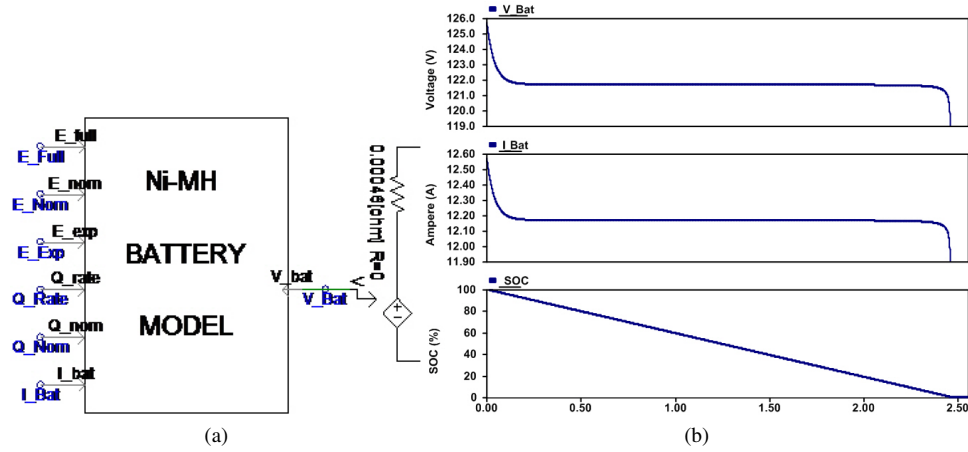 E_full
E_Full
E_nom
E_Nom
E_exp
E_Exp
Q_rate
Q_Rate
Q_nom
Q_Nom
I_bat
I_Bat
Ni-MH
BATTERY
MODEL
V_bat
V_Bat
0.00046[ohm] R=0
V
+
−
(a)
V_Bat
Voltage (V)
126.0
125.0
124.0
123.0
122.0
121.0
120.0
119.0
I_Bat
Ampere (A)
12.60
12.50
12.40
12.30
12.20
12.10
12.00
11.90
SOC
SOC (%)
100
80
60
40
20
0
0.00
0.50
1.00
1.50
2.00
2.50
(b)